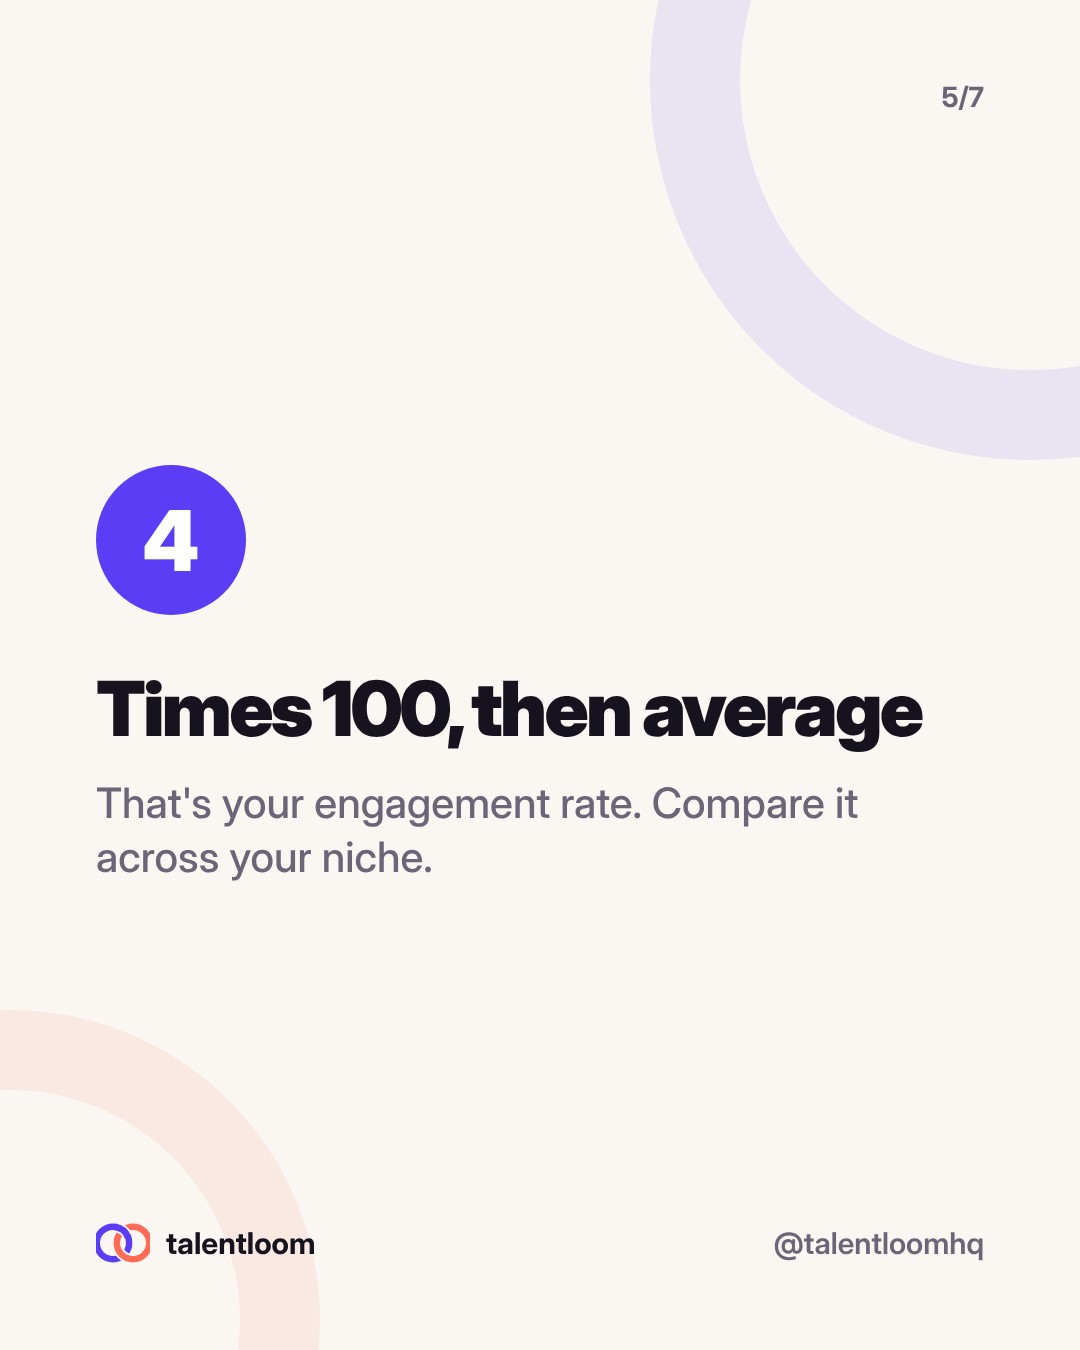 5/7
4
Times 100, then average
That's your engagement rate. Compare it
across your niche.
talentloom
@talentloomhq